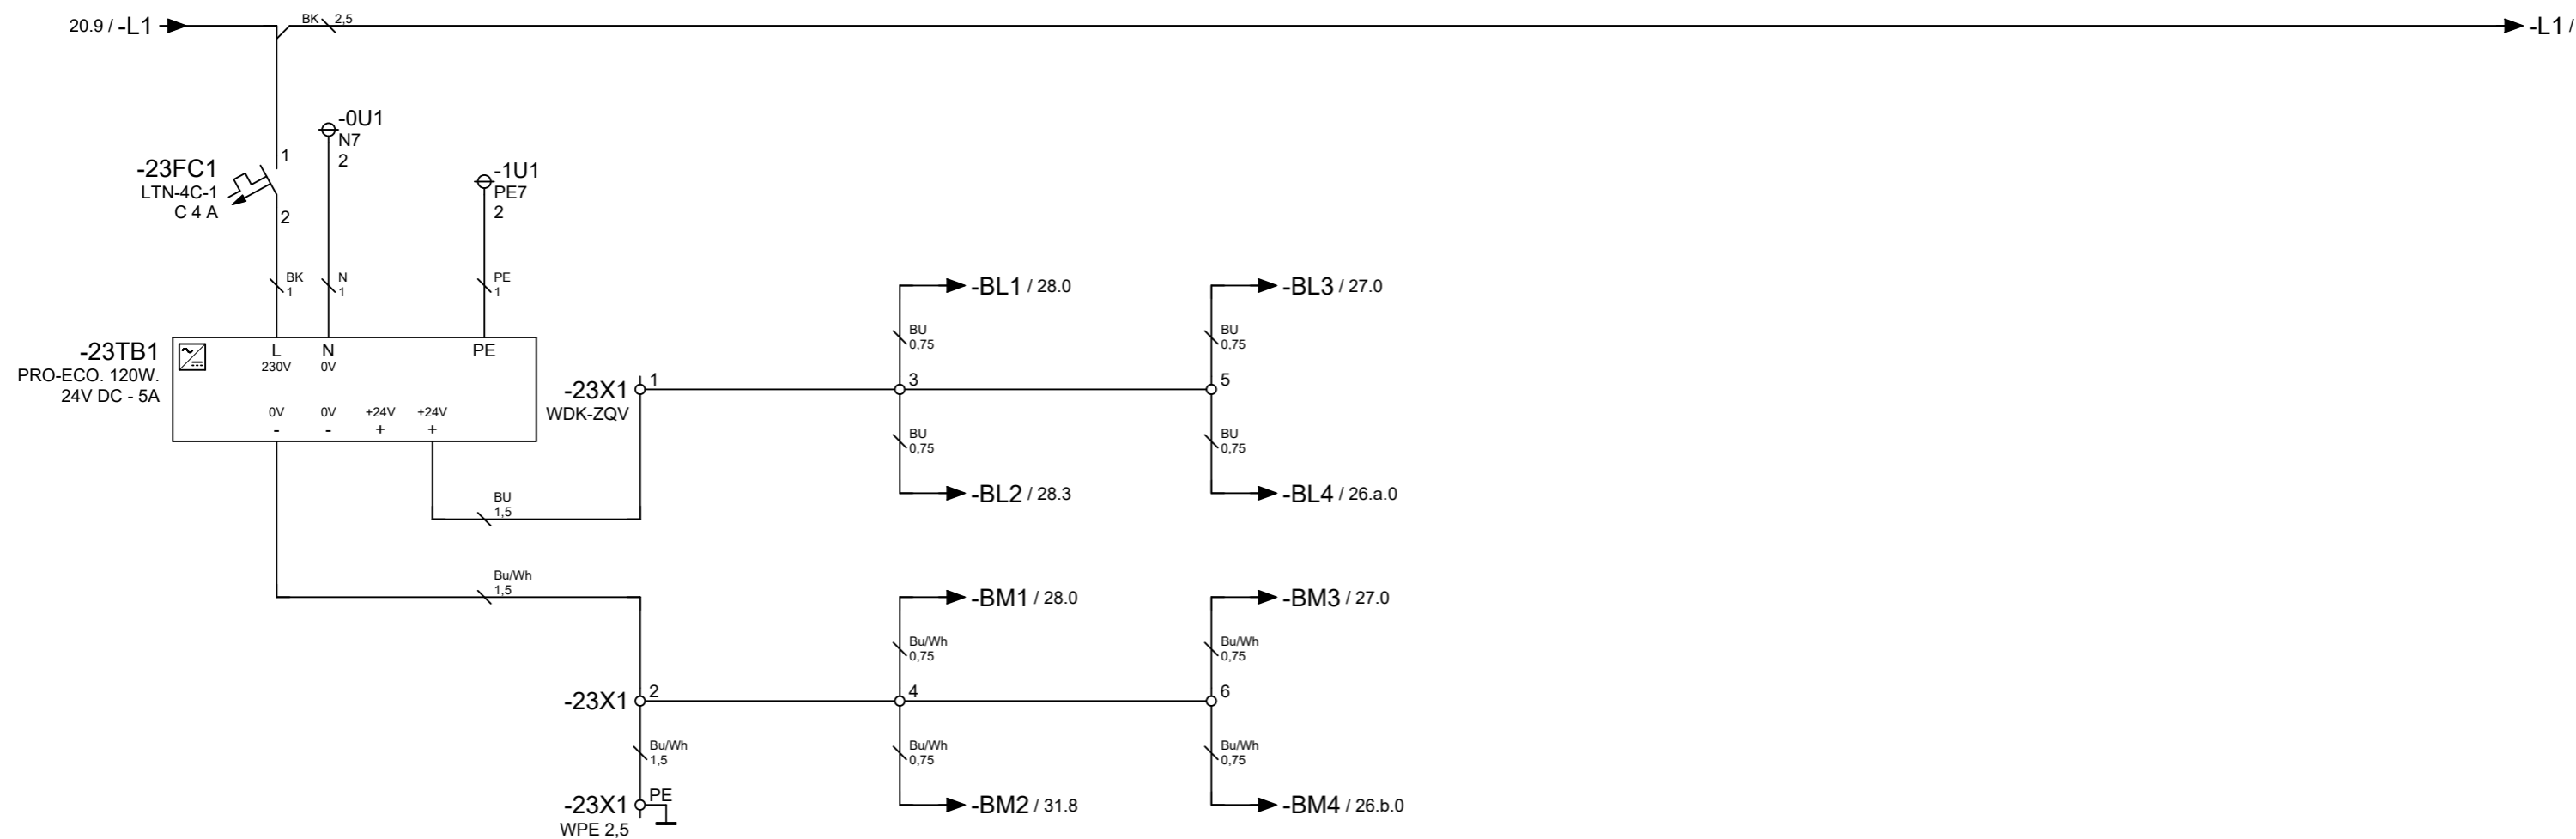 20.9 / -L1
BK 2,5
-L1 /
-0U1
N7
2
-23FC1
LTN-4C-1
C 4 A
1
2
-1U1
PE7
2
BK
1
N
1
PE
1
-23TB1
PRO-ECO. 120W.
24V DC - 5A
L N PE
230V 0V
0V 0V +24V +24V
- - + +
-23X1 1
WDK-ZQV
3
5
-BL1 / 28.0
-BL3 / 27.0
BU
0,75
BU
0,75
BU
0,75
BU
0,75
-BL2 / 28.3
-BL4 / 26.a.0
BU
1,5
Bu/Wh
1,5
-BM1 / 28.0
-BM3 / 27.0
Bu/Wh
0,75
Bu/Wh
0,75
-23X1 2
4
6
Bu/Wh
1,5
Bu/Wh
0,75
Bu/Wh
0,75
-23X1 PE
WPE 2,5
-BM2 / 31.8
-BM4 / 26.b.0